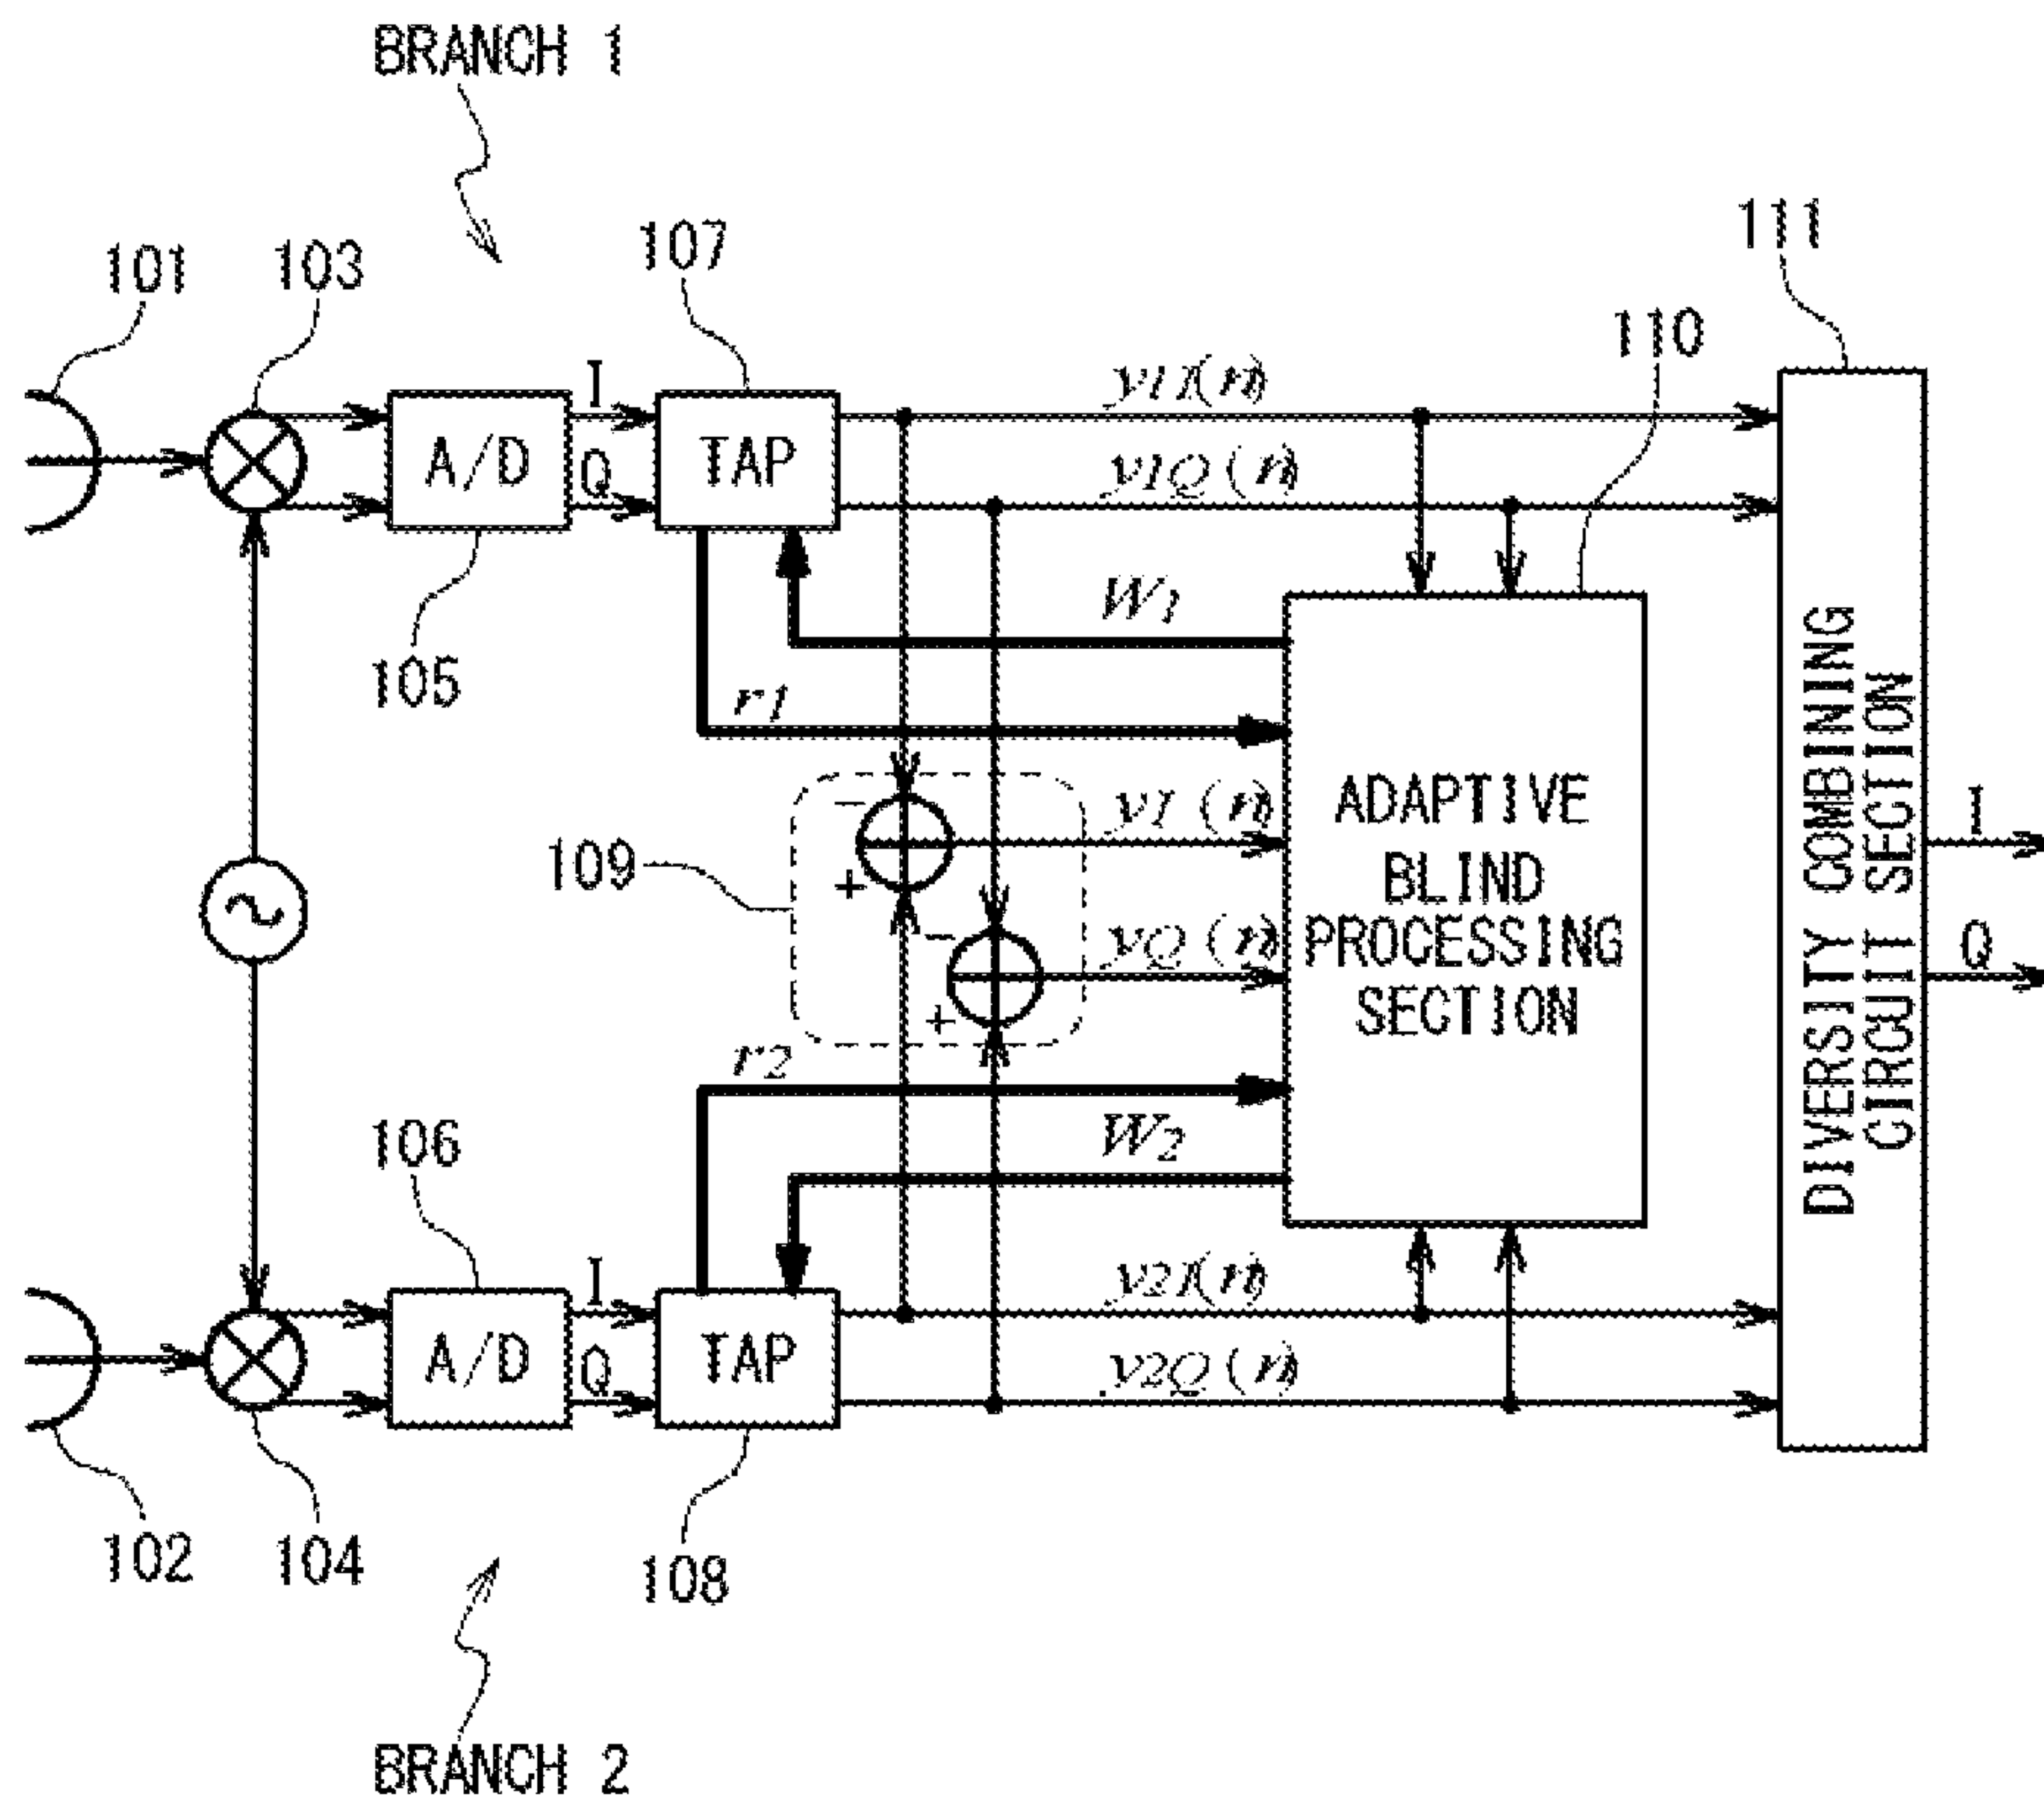 BRANCH 1
101
103
107
111
110
I
Q
A/D
TAP
y1I(n)
y1Q(n)
105
W1
r1
109
−
+
−
+
yI(n)
yQ(n)
ADAPTIVE
BLIND
PROCESSING
SECTION
DIVERSITY COMBINING
CIRCUIT SECTION
I
Q
r2
W2
106
I
Q
A/D
TAP
y2I(n)
y2Q(n)
102
104
108
BRANCH 2